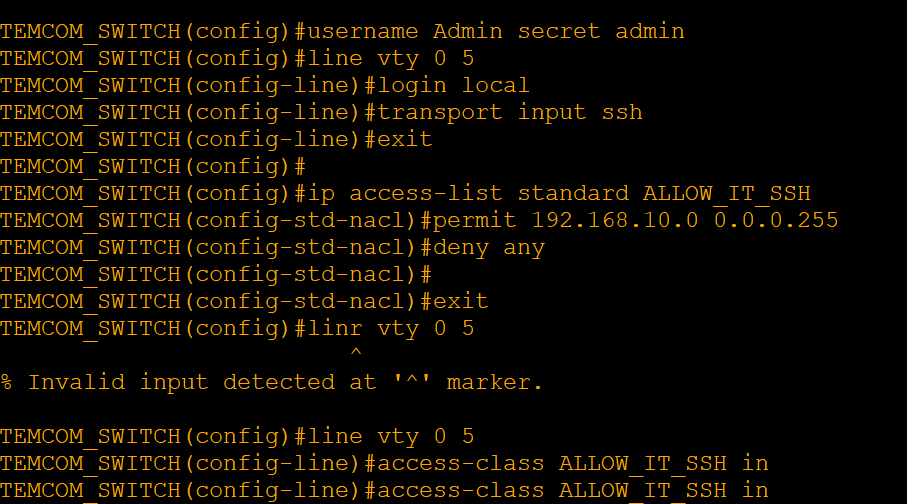 TEMCOM_SWITCH(config)#username Admin secret admin
TEMCOM_SWITCH(config)#line vty 0 5
TEMCOM_SWITCH(config-line)#login local
TEMCOM_SWITCH(config-line)#transport input ssh
TEMCOM_SWITCH(config-line)#exit
TEMCOM_SWITCH(config)#
TEMCOM_SWITCH(config)#ip access-list standard ALLOW_IT_SSH
TEMCOM_SWITCH(config-std-nacl)#permit 192.168.10.0 0.0.0.255
TEMCOM_SWITCH(config-std-nacl)#deny any
TEMCOM_SWITCH(config-std-nacl)#
TEMCOM_SWITCH(config-std-nacl)#exit
TEMCOM_SWITCH(config)#linr vty 0 5
^
% Invalid input detected at '^' marker.
TEMCOM_SWITCH(config)#line vty 0 5
TEMCOM_SWITCH(config-line)#access-class ALLOW_IT_SSH in
TEMCOM_SWITCH(config-line)#access-class ALLOW_IT_SSH in